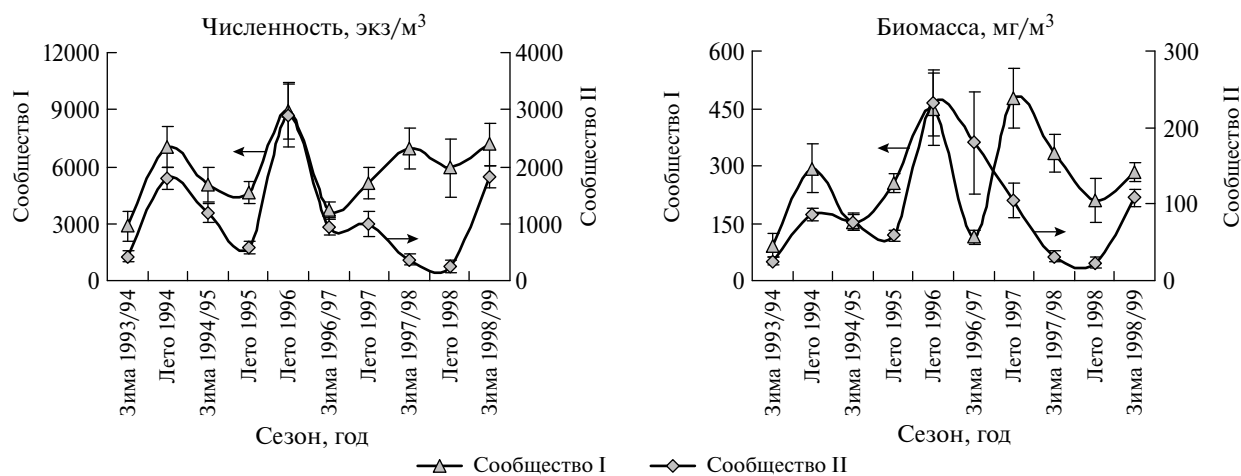 Численность, экз/м³
Сообщество I
12000
9000
6000
3000
0
4000
3000
2000
1000
0
Сообщество II
Зима 1993/94
Лето 1994
Зима 1994/95
Лето 1995
Лето 1996
Зима 1996/97
Лето 1997
Зима 1997/98
Лето 1998
Зима 1998/99
Сезон, год
Биомасса, мг/м³
Сообщество I
600
450
300
150
0
300
200
100
0
Сообщество II
Зима 1993/94
Лето 1994
Зима 1994/95
Лето 1995
Лето 1996
Зима 1996/97
Лето 1997
Зима 1997/98
Лето 1998
Зима 1998/99
Сезон, год
Сообщество I
Сообщество II